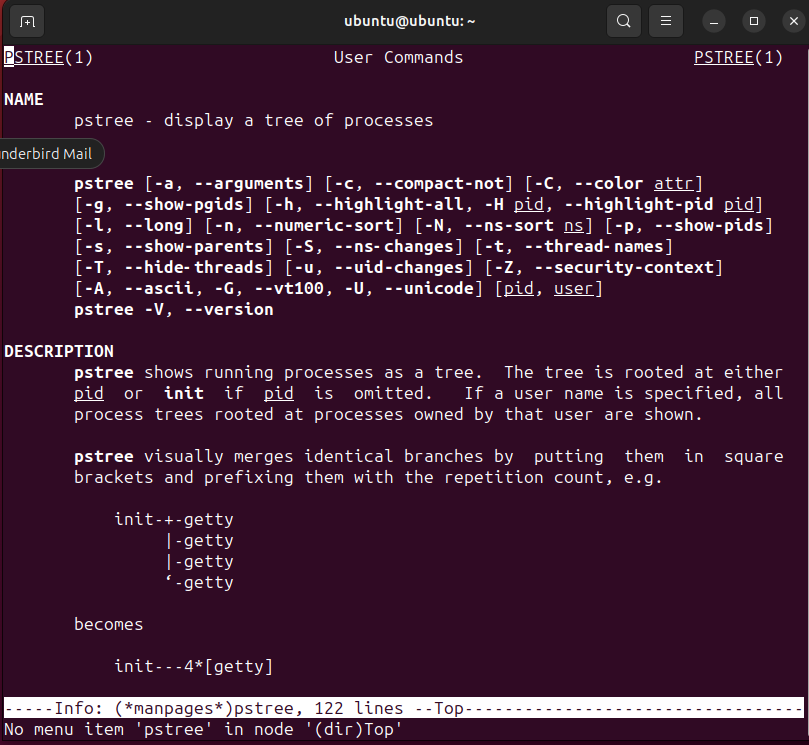 ubuntu@ubuntu: ~
PSTREE(1) User Commands PSTREE(1)
NAME
pstree - display a tree of processes
nderbird Mail
pstree [-a, --arguments] [-c, --compact-not] [-C, --color attr]
[-g, --show-pgids] [-h, --highlight-all, -H pid, --highlight-pid pid]
[-l, --long] [-n, --numeric-sort] [-N, --ns-sort ns] [-p, --show-pids]
[-s, --show-parents] [-S, --ns-changes] [-t, --thread-names]
[-T, --hide-threads] [-u, --uid-changes] [-Z, --security-context]
[-A, --ascii, -G, --vt100, -U, --unicode] [pid, user]
pstree -V, --version
DESCRIPTION
pstree shows running processes as a tree. The tree is rooted at either
pid or init if pid is omitted. If a user name is specified, all
process trees rooted at processes owned by that user are shown.
pstree visually merges identical branches by putting them in square
brackets and prefixing them with the repetition count, e.g.
init-+-getty
|-getty
|-getty
‘-getty
becomes
init---4*[getty]
-----Info: (*manpages*)pstree, 122 lines --Top----------------------------------
No menu item 'pstree' in node '(dir)Top'